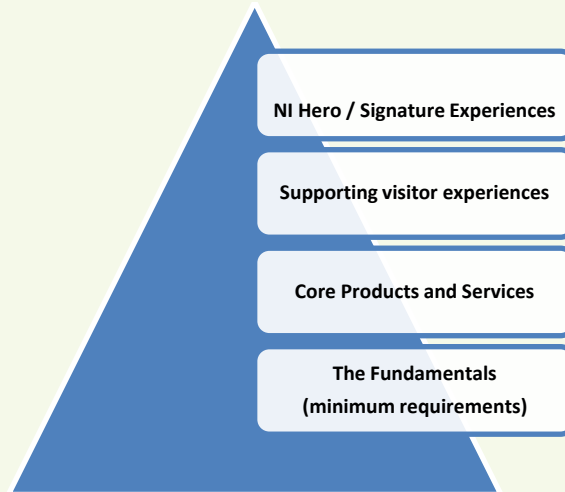 NI Hero / Signature Experiences
Supporting visitor experiences
Core Products and Services
The Fundamentals
(minimum requirements)